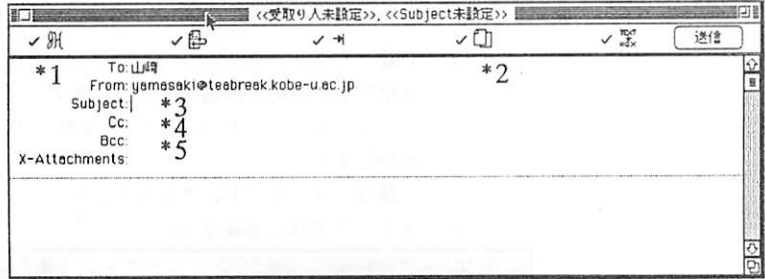 <<受取り人未設定>>, <<Subject未設定>>
送信
*1 To:山崎 *2
From:yamasaki@teabreak.kobe-u.ac.jp
Subject: *3
Cc: *4
Bcc: *5
X-Attachments: